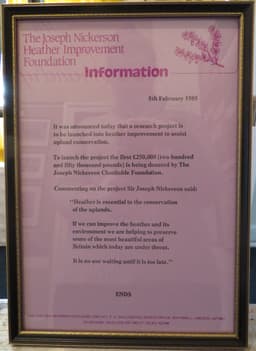 The Joseph Nickerson
Heather Improvement
Foundation
Information
5th February 1985
It was announced today that a research project is
to be launched into heather improvement to assist
upland conservation.
To launch the project the first £250,000 (two hundred
and fifty thousand pounds) is being donated by The
Joseph Nickerson Charitable Foundation.
Commenting on the project Sir Joseph Nickerson said:
"Heather is essential to the conservation
of the uplands.
If we can improve the heather and its
environment we are helping to preserve
some of the most beautiful areas of
Britain which today are under threat.
It is no use waiting until it is too late."
ENDS